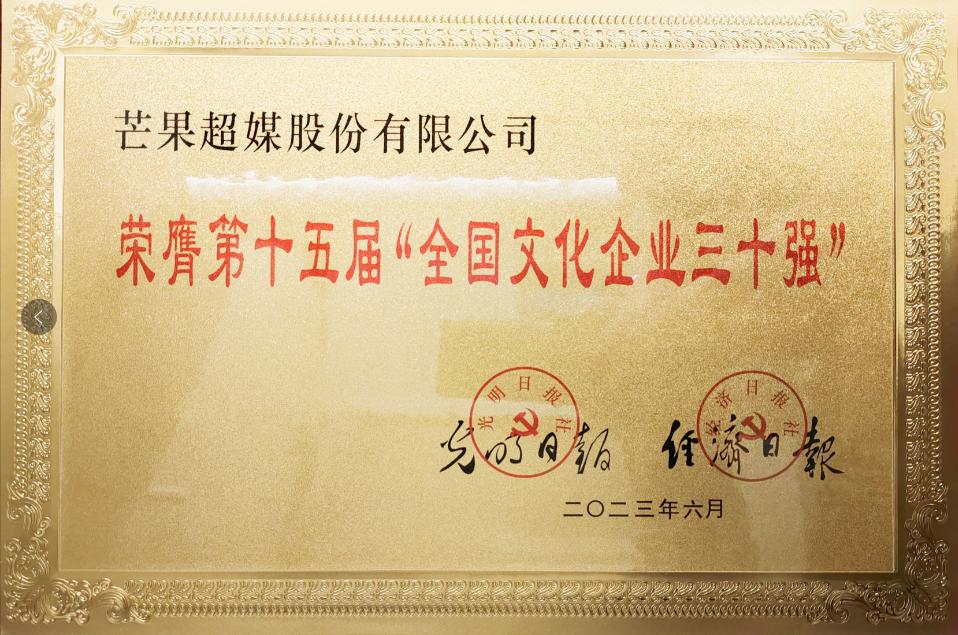 芒果超媒股份有限公司
荣膺第十五届“全国文化企业三十强”
光明日报社
经济日报社
光明日報
经濟日報
二〇二三年六月